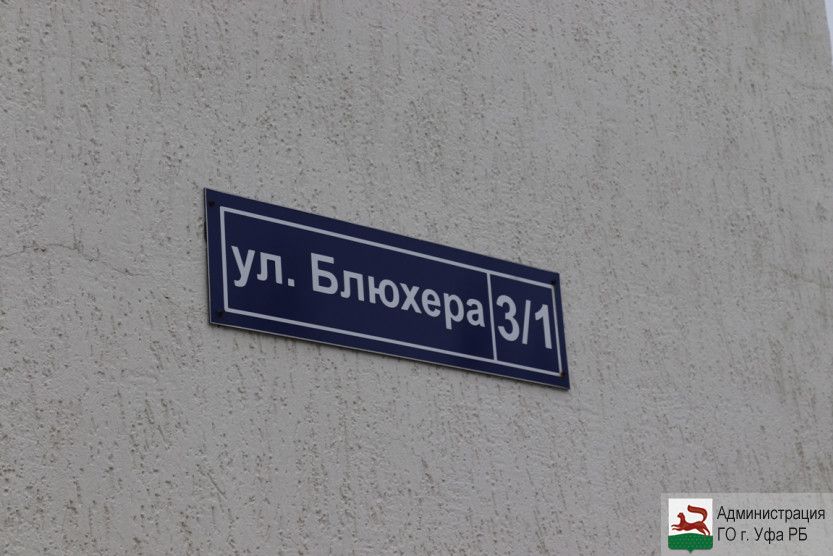 ул. Блюхера 3/1
Администрация
ГО г. Уфа РБ